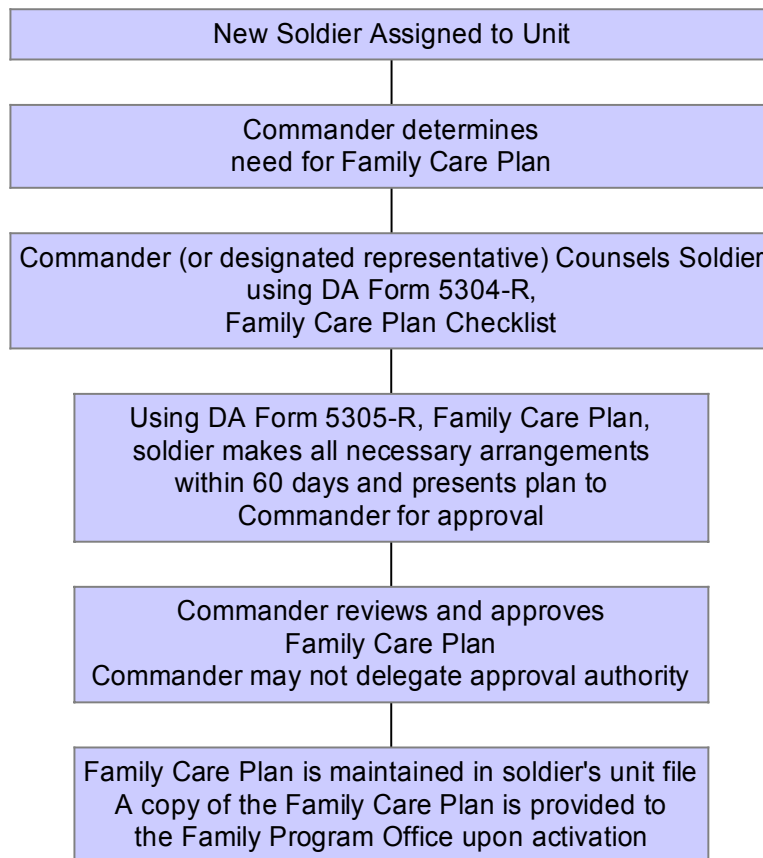 New Soldier Assigned to Unit
Commander determines
need for Family Care Plan
Commander (or designated representative) Counsels Soldier
using DA Form 5304-R,
Family Care Plan Checklist
Using DA Form 5305-R, Family Care Plan,
soldier makes all necessary arrangements
within 60 days and presents plan to
Commander for approval
Commander reviews and approves
Family Care Plan
Commander may not delegate approval authority
Family Care Plan is maintained in soldier's unit file
A copy of the Family Care Plan is provided to
the Family Program Office upon activation